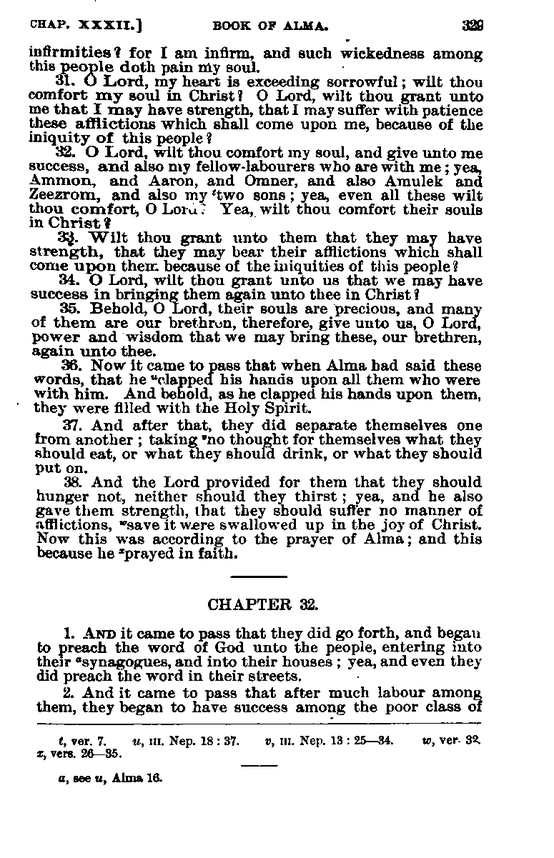 CHAP. XXXII.] BOOK OF ALMA. 329
infirmities? for I am infirm, and such wickedness among
this people doth pain my soul.
31. O Lord, my heart is exceeding sorrowful; wilt thou
comfort my soul in Christ? O Lord, wilt thou grant unto
me that I may have strength, that I may suffer with patience
these afflictions which shall come upon me, because of the
iniquity of this people?
32. O Lord, wilt thou comfort my soul, and give unto me
success, and also my fellow-labourers who are with me; yea,
Ammon, and Aaron, and Omner, and also Amulek and
Zeezrom, and also my ᵗtwo sons; yea, even all these wilt
thou comfort, O Lord? Yea, wilt thou comfort their souls
in Christ?
33. Wilt thou grant unto them that they may have
strength, that they may bear their afflictions which shall
come upon them because of the iniquities of this people?
34. O Lord, wilt thou grant unto us that we may have
success in bringing them again unto thee in Christ?
35. Behold, O Lord, their souls are precious, and many
of them are our brethren, therefore, give unto us, O Lord,
power and wisdom that we may bring these, our brethren,
again unto thee.
36. Now it came to pass that when Alma had said these
words, that he ᵘclapped his hands upon all them who were
with him. And behold, as he clapped his hands upon them,
they were filled with the Holy Spirit.
37. And after that, they did separate themselves one
from another; taking ᵛno thought for themselves what they
should eat, or what they should drink, or what they should
put on.
38. And the Lord provided for them that they should
hunger not, neither should they thirst; yea, and he also
gave them strength, that they should suffer no manner of
afflictions, ʷsave it were swallowed up in the joy of Christ.
Now this was according to the prayer of Alma; and this
because he ˣprayed in faith.
CHAPTER 32.
1. AND it came to pass that they did go forth, and began
to preach the word of God unto the people, entering into
their ᵃsynagogues, and into their houses; yea, and even they
did preach the word in their streets.
2. And it came to pass that after much labour among
them, they began to have success among the poor class of
t, ver. 7. u, III. Nep. 18:37. v, III. Nep. 13:25—34. w, ver. 32.
x, vers. 26—35.
a, see u, Alma 16.